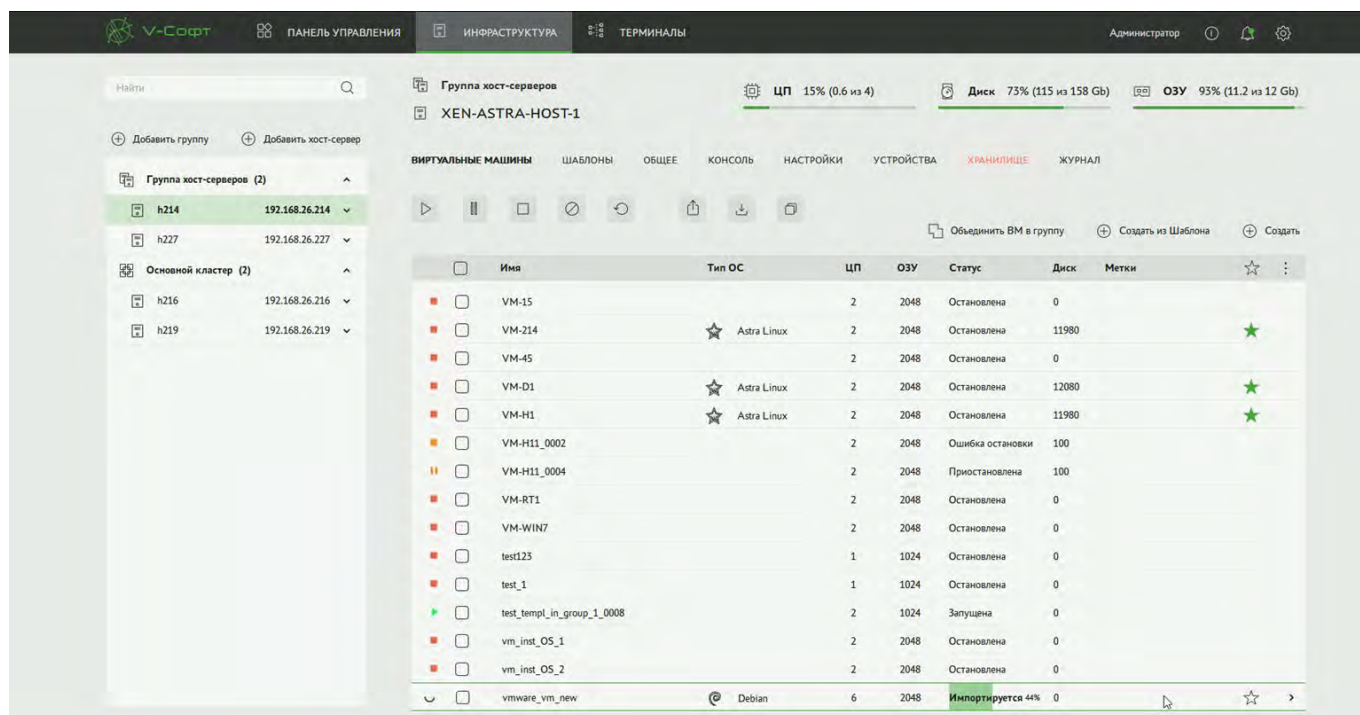 V-Софт ПАНЕЛЬ УПРАВЛЕНИЯ ИНФРАСТРУКТУРА ТЕРМИНАЛЫ Администратор
Найти
Добавить группу Добавить хост-сервер
Группа хост-серверов (2)
h214 192.168.26.214
h227 192.168.26.227
Основной кластер (2)
h216 192.168.26.216
h219 192.168.26.219
Группа хост-серверов
XEN-ASTRA-HOST-1
ЦП 15% (0.6 из 4) Диск 73% (115 из 158 Gb) ОЗУ 93% (11.2 из 12 Gb)
ВИРТУАЛЬНЫЕ МАШИНЫ ШАБЛОНЫ ОБЩЕЕ КОНСОЛЬ НАСТРОЙКИ УСТРОЙСТВА ХРАНИЛИЩЕ ЖУРНАЛ
Объединить ВМ в группу Создать из Шаблона Создать
Имя Тип ОС ЦП ОЗУ Статус Диск Метки
VM-15 2 2048 Остановлена 0
VM-214 Astra Linux 2 2048 Остановлена 11980
VM-45 2 2048 Остановлена 0
VM-D1 Astra Linux 2 2048 Остановлена 12080
VM-H1 Astra Linux 2 2048 Остановлена 11980
VM-H11_0002 2 2048 Ошибка остановки 100
VM-H11_0004 2 2048 Приостановлена 100
VM-RT1 2 2048 Остановлена 0
VM-WIN7 2 2048 Остановлена 0
test123 1 1024 Остановлена 0
test_1 1 1024 Остановлена 0
test_templ_in_group_1_0008 2 1024 Запущена 0
vm_inst_OS_1 2 2048 Остановлена 0
vm_inst_OS_2 2 2048 Остановлена 0
vmware_vm_new Debian 6 2048 Импортируется 44% 0